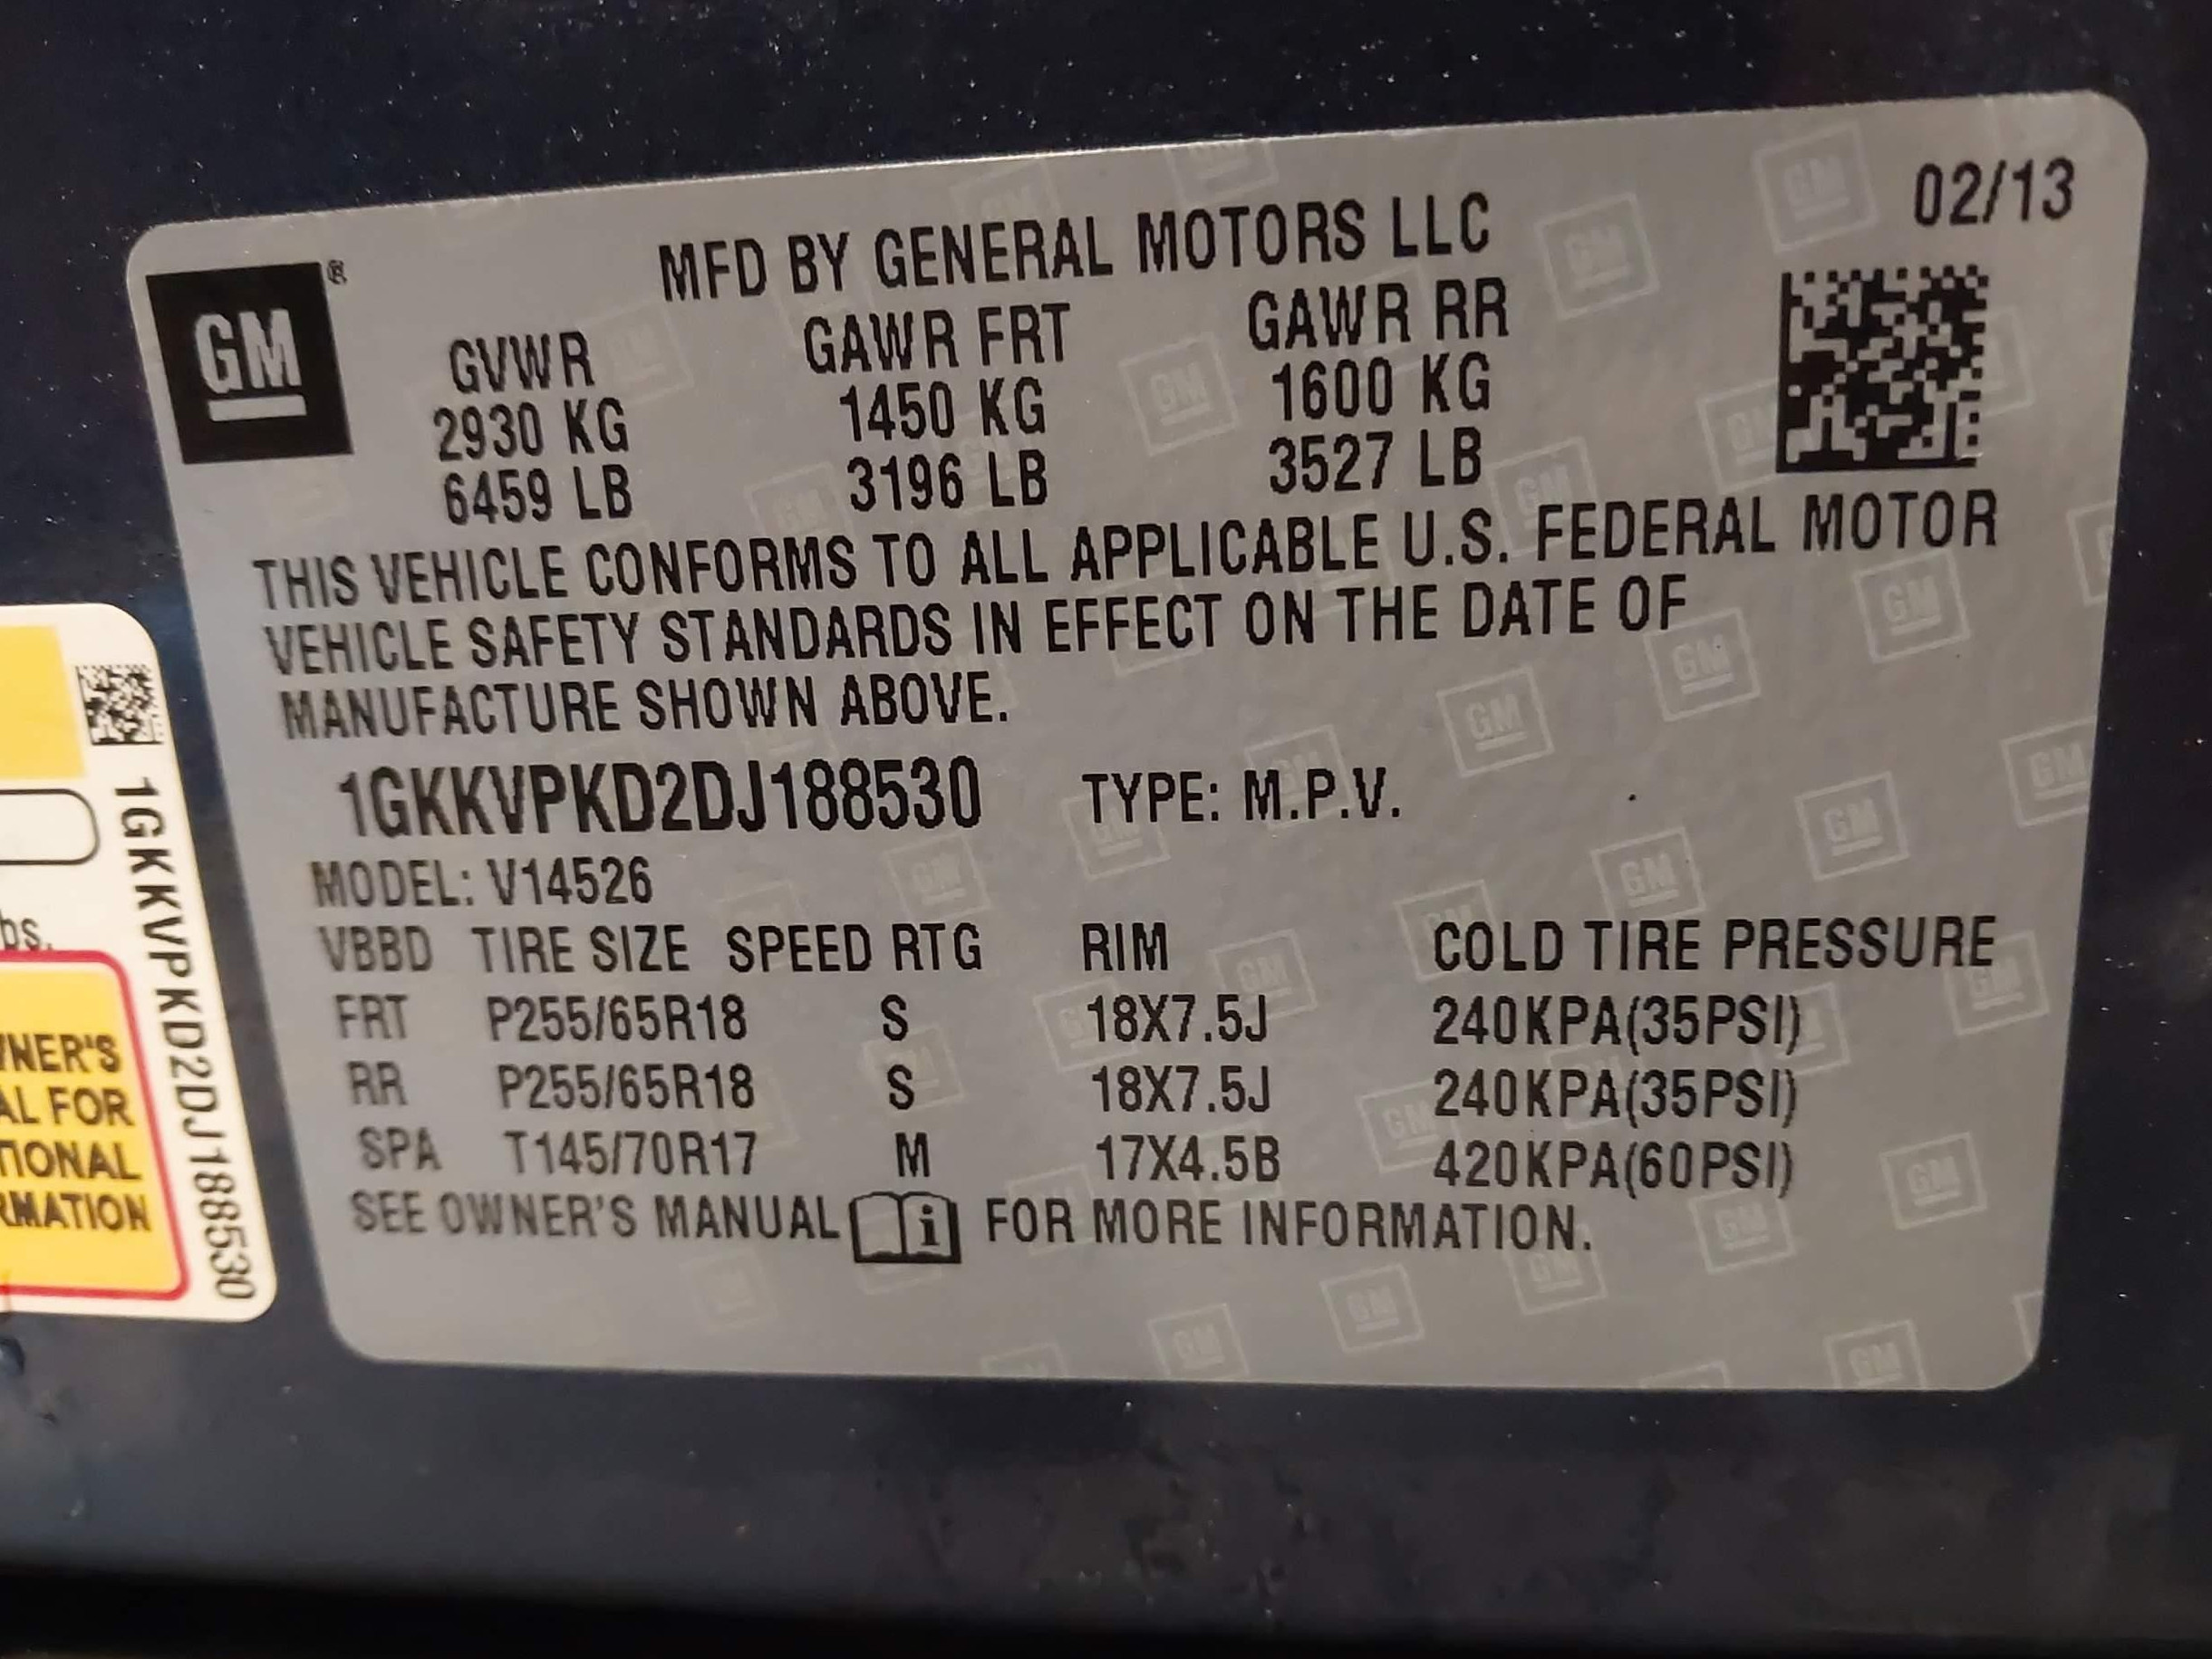 02/13
GM®
MFD BY GENERAL MOTORS LLC
GVWR GAWR FRT GAWR RR
2930 KG 1450 KG 1600 KG
6459 LB 3196 LB 3527 LB
THIS VEHICLE CONFORMS TO ALL APPLICABLE U.S. FEDERAL MOTOR
VEHICLE SAFETY STANDARDS IN EFFECT ON THE DATE OF
MANUFACTURE SHOWN ABOVE.
1GKKVPKD2DJ188530 TYPE: M.P.V.
MODEL: V14526
VBBD TIRE SIZE SPEED RTG RIM COLD TIRE PRESSURE
FRT P255/65R18 S 18X7.5J 240KPA(35PSI)
RR P255/65R18 S 18X7.5J 240KPA(35PSI)
SPA T145/70R17 M 17X4.5B 420KPA(60PSI)
SEE OWNER'S MANUAL i FOR MORE INFORMATION.
1GKKVPKD2DJ188530
FOR